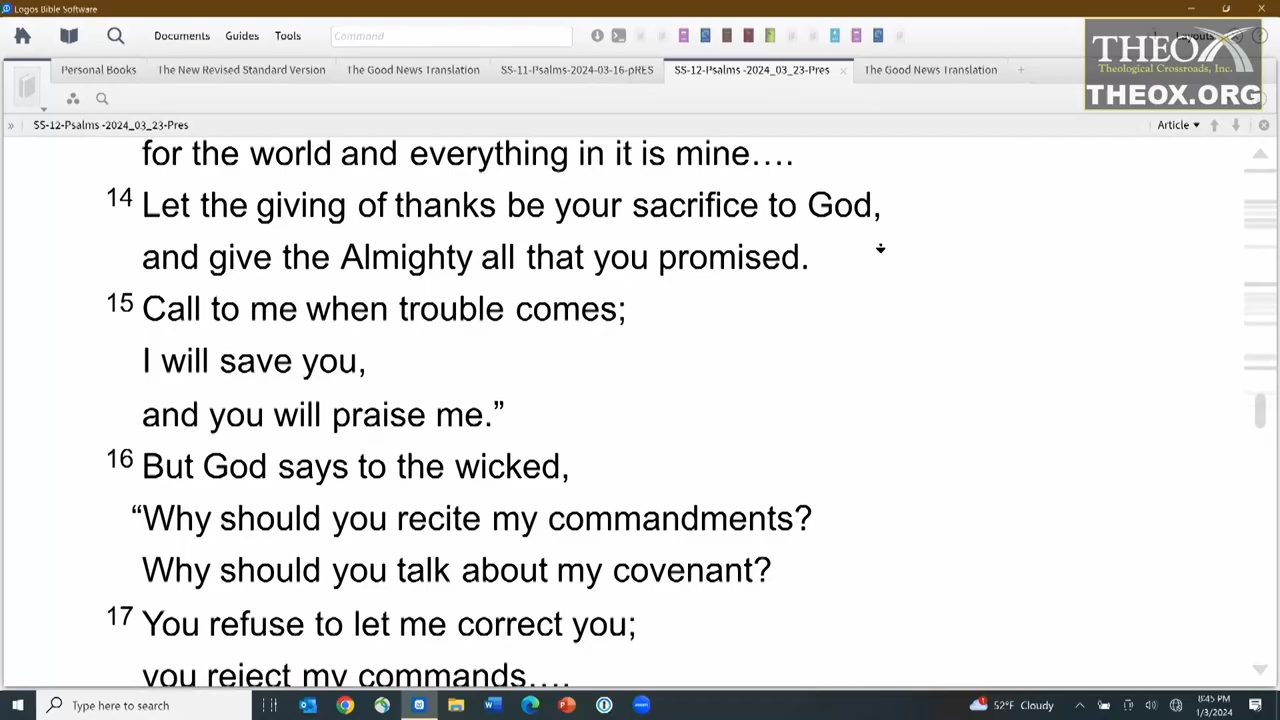 Logos Bible Software
Documents Guides Tools Command Layouts
THEOX
Theological Crossroads, Inc.
THEOX.ORG
Personal Books The New Revised Standard Version The Good News S 11-Psalms-2024-03-16-pRES SS-12-Psalms -2024_03_23-Pres The Good News Translation
» SS-12-Psalms -2024_03_23-Pres Article
for the world and everything in it is mine….
14 Let the giving of thanks be your sacrifice to God,
and give the Almighty all that you promised.
15 Call to me when trouble comes;
I will save you,
and you will praise me.”
16 But God says to the wicked,
“Why should you recite my commandments?
Why should you talk about my covenant?
17 You refuse to let me correct you;
you reject my commands….
Type here to search
52°F Cloudy
8:45 PM
1/3/2024